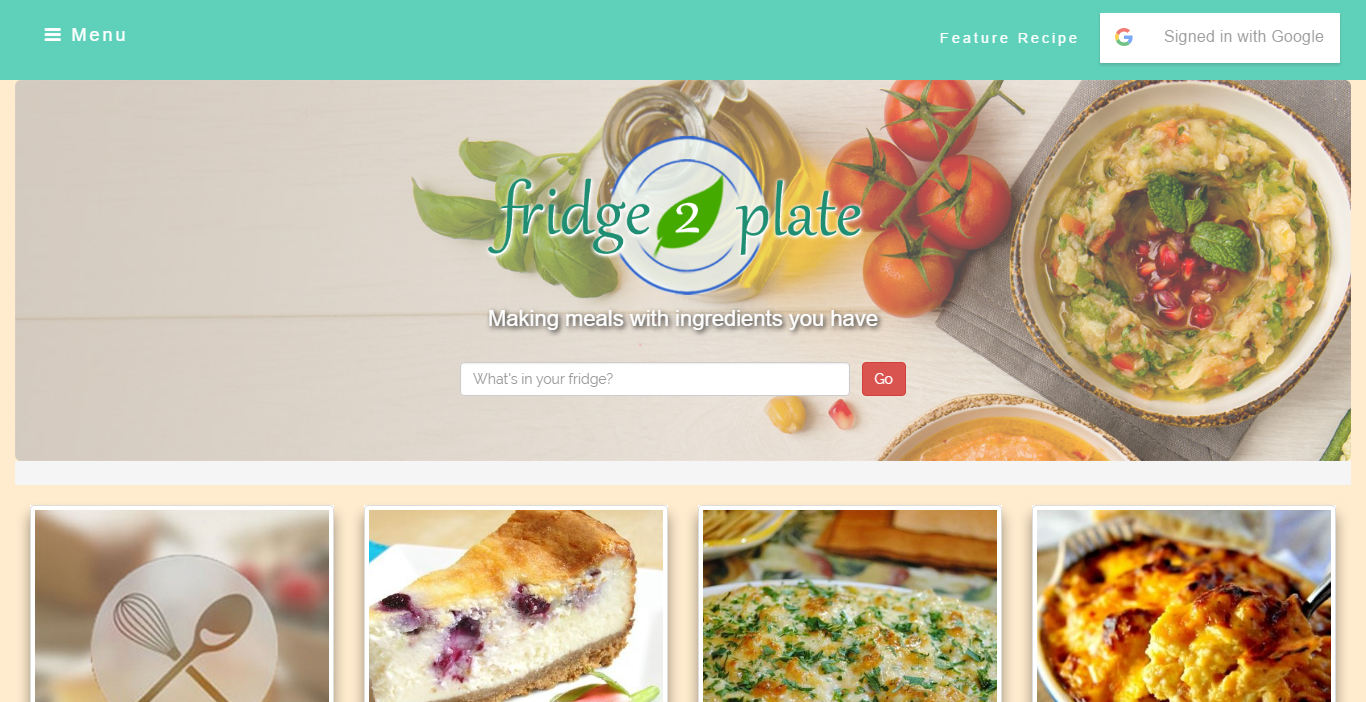 Menu
Feature Recipe
Signed in with Google
fridge 2 plate
Making meals with ingredients you have
What's in your fridge?
Go